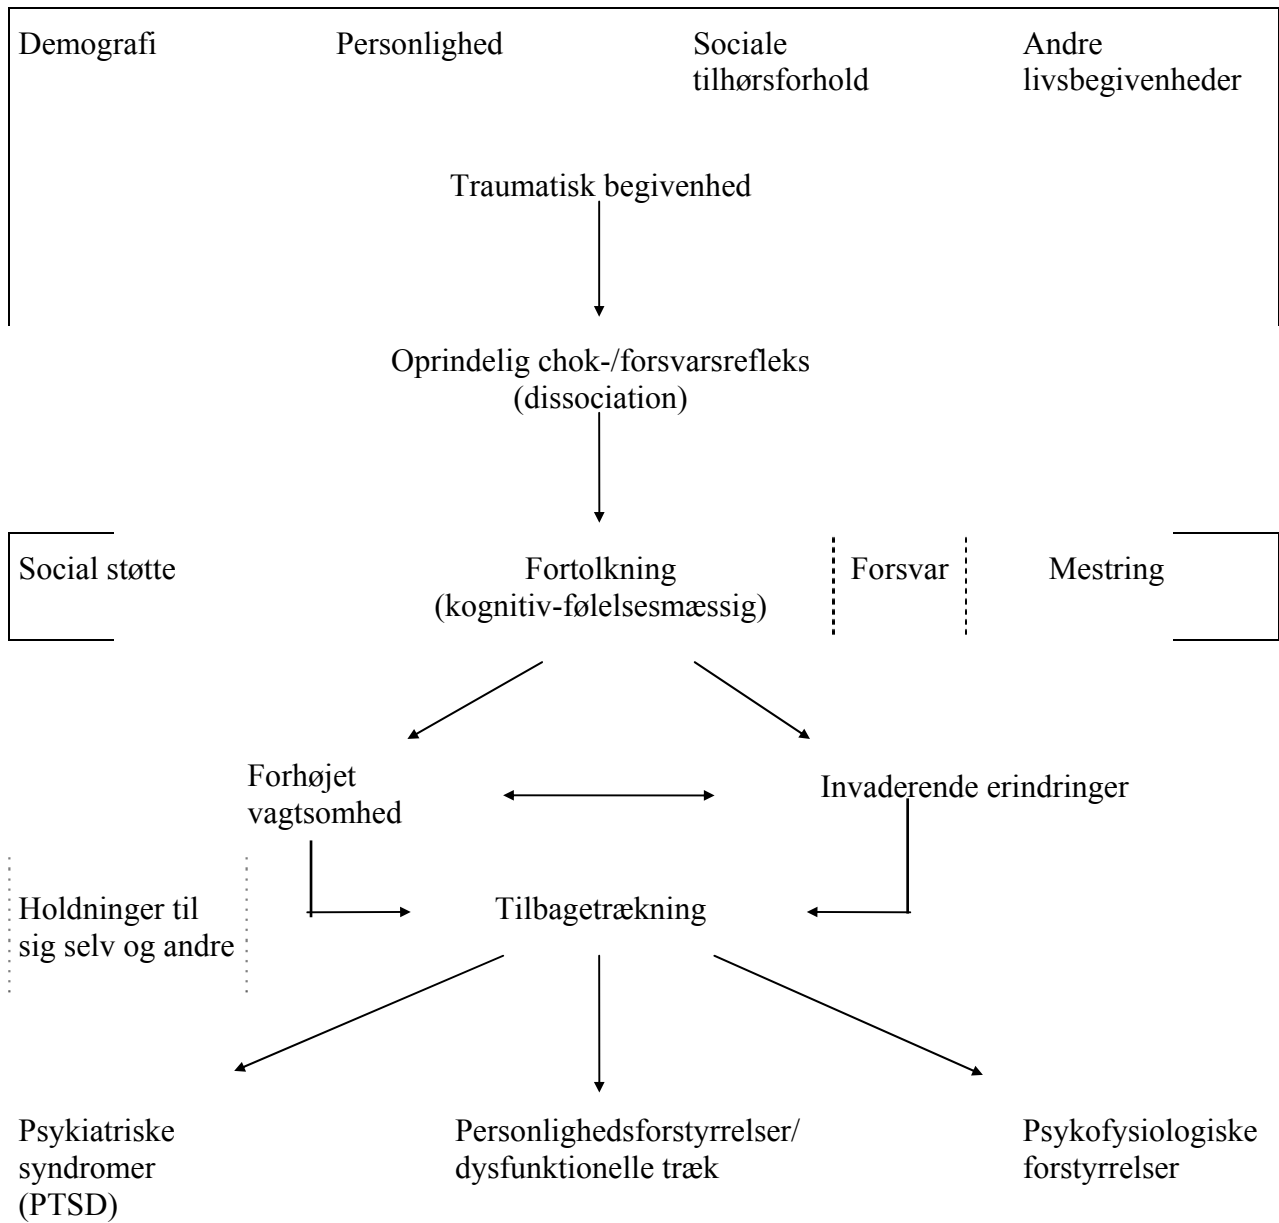 Demografi
Personlighed
Sociale
tilhørsforhold
Andre
livsbegivenheder
Traumatisk begivenhed
Oprindelig chok-/forsvarsrefleks
(dissociation)
Social støtte
Fortolkning
(kognitiv-følelsesmæssig)
Forsvar
Mestring
Forhøjet
vagtsomhed
Invaderende erindringer
Holdninger til
sig selv og andre
Tilbagetrækning
Psykiatriske
syndromer
(PTSD)
Personlighedsforstyrrelser/
dysfunktionelle træk
Psykofysiologiske
forstyrrelser